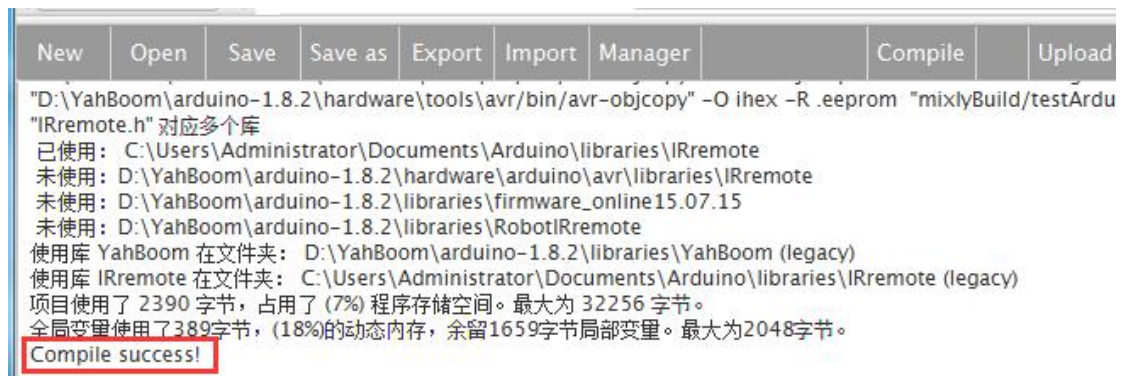 New Open Save Save as Export Import Manager Compile Upload
"D:\YahBoom\arduino-1.8.2\hardware\tools\avr/bin/avr-objcopy" -O ihex -R .eeprom "mixlyBuild/testArdu
"IRremote.h" 对应多个库
已使用: C:\Users\Administrator\Documents\Arduino\libraries\IRremote
未使用: D:\YahBoom\arduino-1.8.2\hardware\arduino\avr\libraries\IRremote
未使用: D:\YahBoom\arduino-1.8.2\libraries\firmware_online15.07.15
未使用: D:\YahBoom\arduino-1.8.2\libraries\RobotIRremote
使用库 YahBoom 在文件夹: D:\YahBoom\arduino-1.8.2\libraries\YahBoom (legacy)
使用库 IRremote 在文件夹: C:\Users\Administrator\Documents\Arduino\libraries\IRremote (legacy)
项目使用了 2390 字节，占用了 (7%) 程序存储空间。最大为 32256 字节。
全局变量使用了389字节，(18%)的动态内存，余留1659字节局部变量。最大为2048字节。
Compile success!